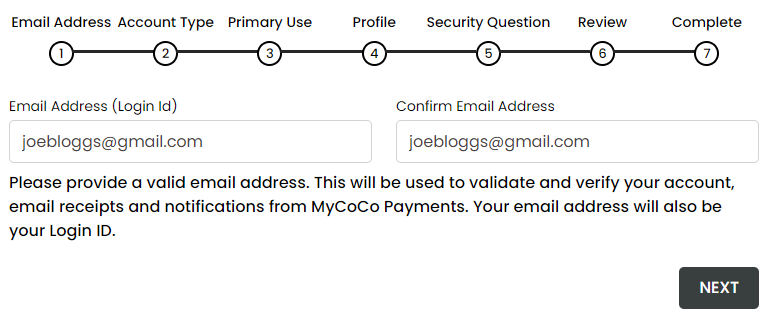 Email Address Account Type Primary Use Profile Security Question Review Complete
1 2 3 4 5 6 7
Email Address (Login Id) Confirm Email Address
joebloggs@gmail.com joebloggs@gmail.com
Please provide a valid email address. This will be used to validate and verify your account,
email receipts and notifications from MyCoCo Payments. Your email address will also be
your Login ID.
NEXT